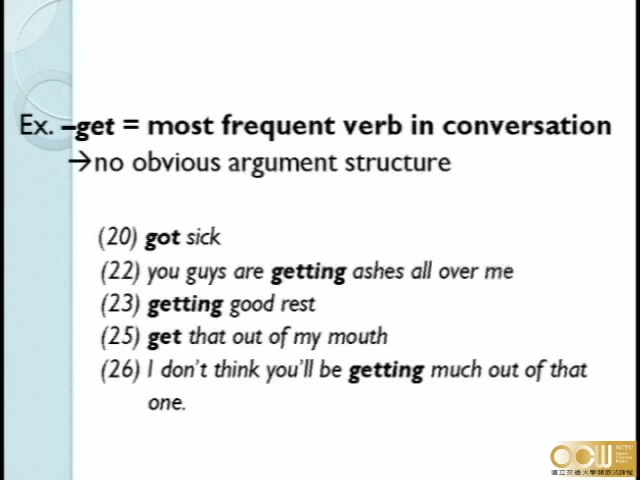 Ex. –get = most frequent verb in conversation
→no obvious argument structure
(20) got sick
(22) you guys are getting ashes all over me
(23) getting good rest
(25) get that out of my mouth
(26) I don't think you'll be getting much out of that
one.
OCW
NCTU
國立交通大學開放式課程